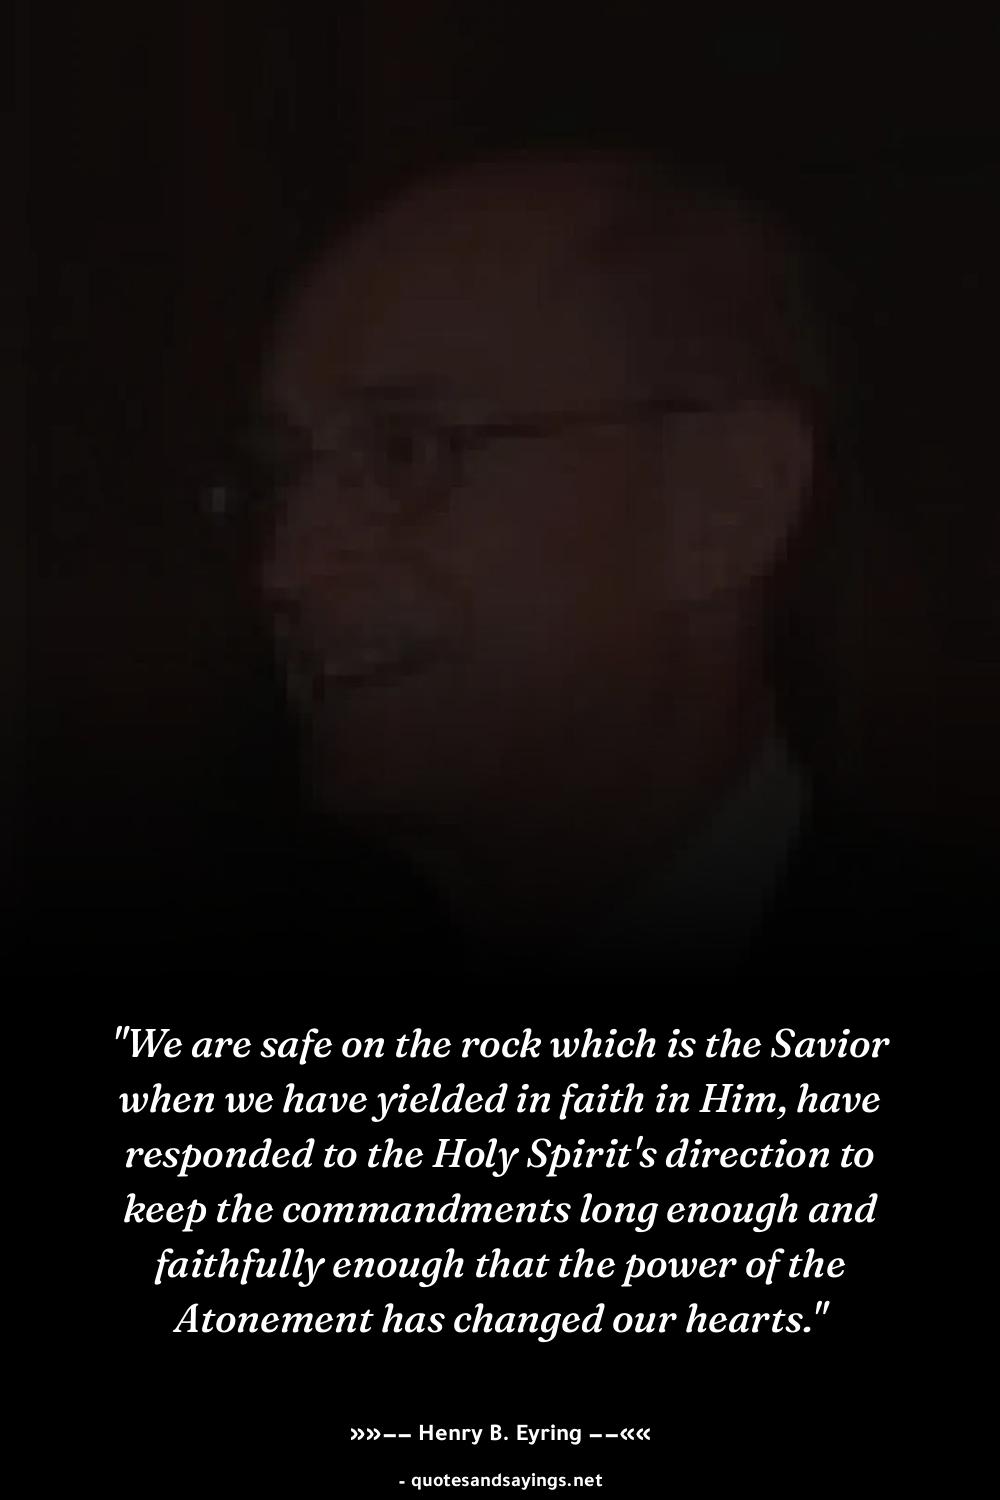 "We are safe on the rock which is the Savior
when we have yielded in faith in Him, have
responded to the Holy Spirit's direction to
keep the commandments long enough and
faithfully enough that the power of the
Atonement has changed our hearts."
»»−− Henry B. Eyring −−««
- quotesandsayings.net